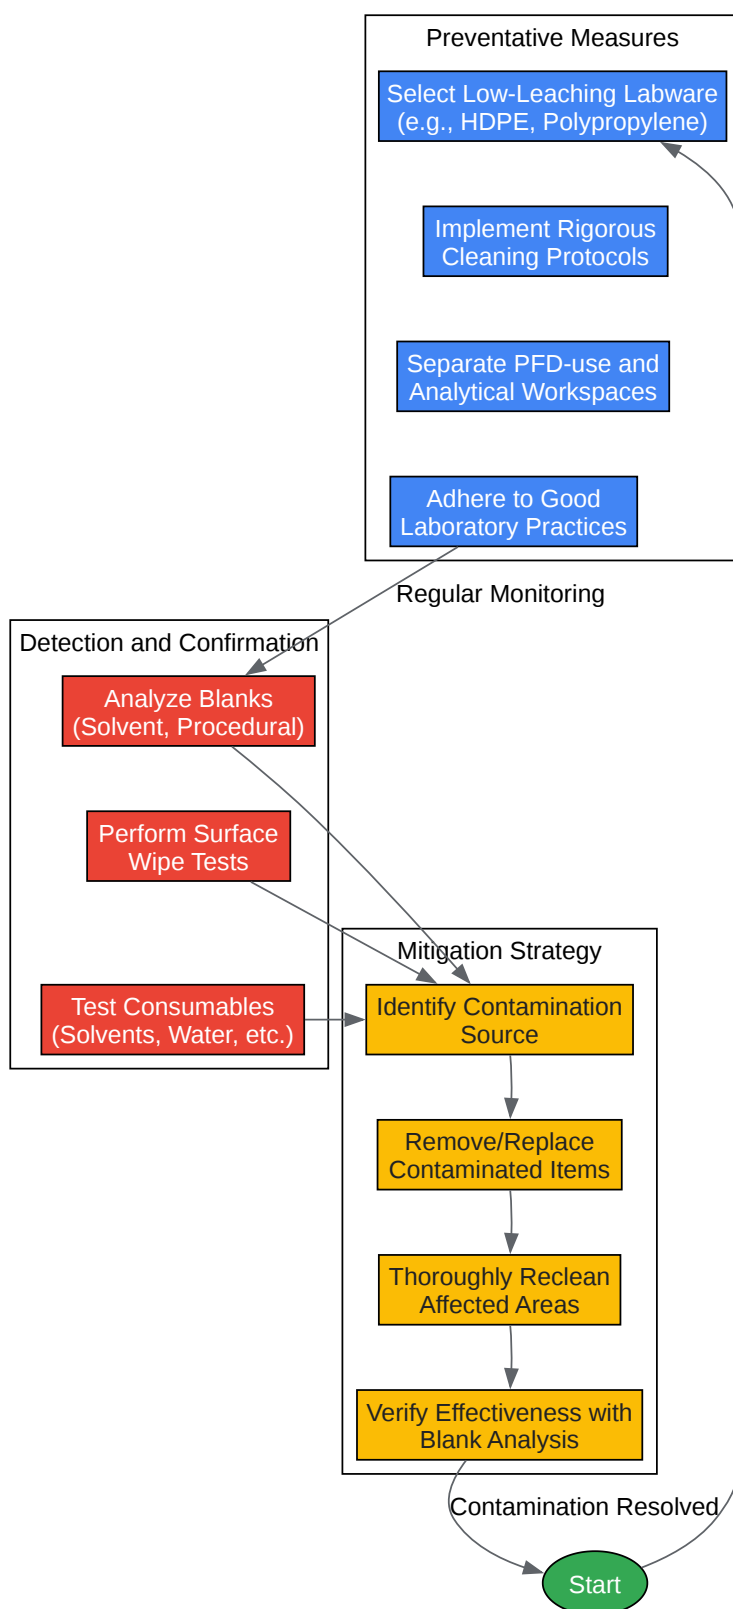 Preventative Measures
Select Low-Leaching Labware
(e.g., HDPE, Polypropylene)
Implement Rigorous
Cleaning Protocols
Separate PFD-use and
Analytical Workspaces
Adhere to Good
Laboratory Practices
Regular Monitoring
Detection and Confirmation
Analyze Blanks
(Solvent, Procedural)
Perform Surface
Wipe Tests
Test Consumables
(Solvents, Water, etc.)
Mitigation Strategy
Identify Contamination
Source
Remove/Replace
Contaminated Items
Thoroughly Reclean
Affected Areas
Verify Effectiveness with
Blank Analysis
Contamination Resolved
Start